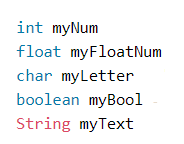 int myNum
float myFloatNum
char myLetter
boolean myBool
String myText